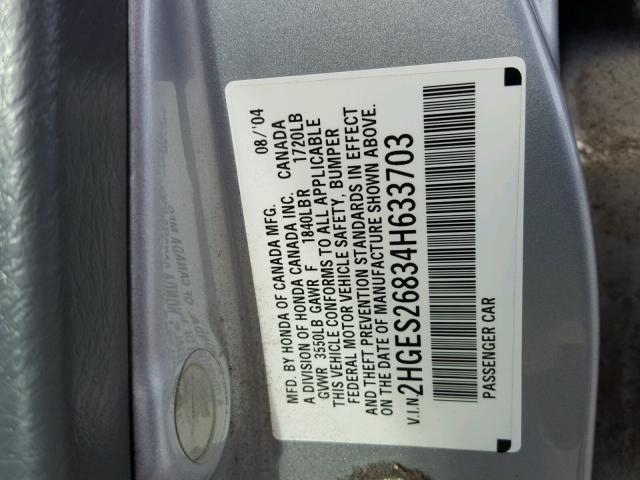 MFD. BY HONDA OF CANADA MFG. 08/'04
A DIVISION OF HONDA CANADA INC. CANADA
GVWR 3550LB GAWR F 1840LBR 1720LB
THIS VEHICLE CONFORMS TO ALL APPLICABLE
FEDERAL MOTOR VEHICLE SAFETY, BUMPER
AND THEFT PREVENTION STANDARDS IN EFFECT
ON THE DATE OF MANUFACTURE SHOWN ABOVE.
V.I.N. 2HGES26834H633703
PASSENGER CAR